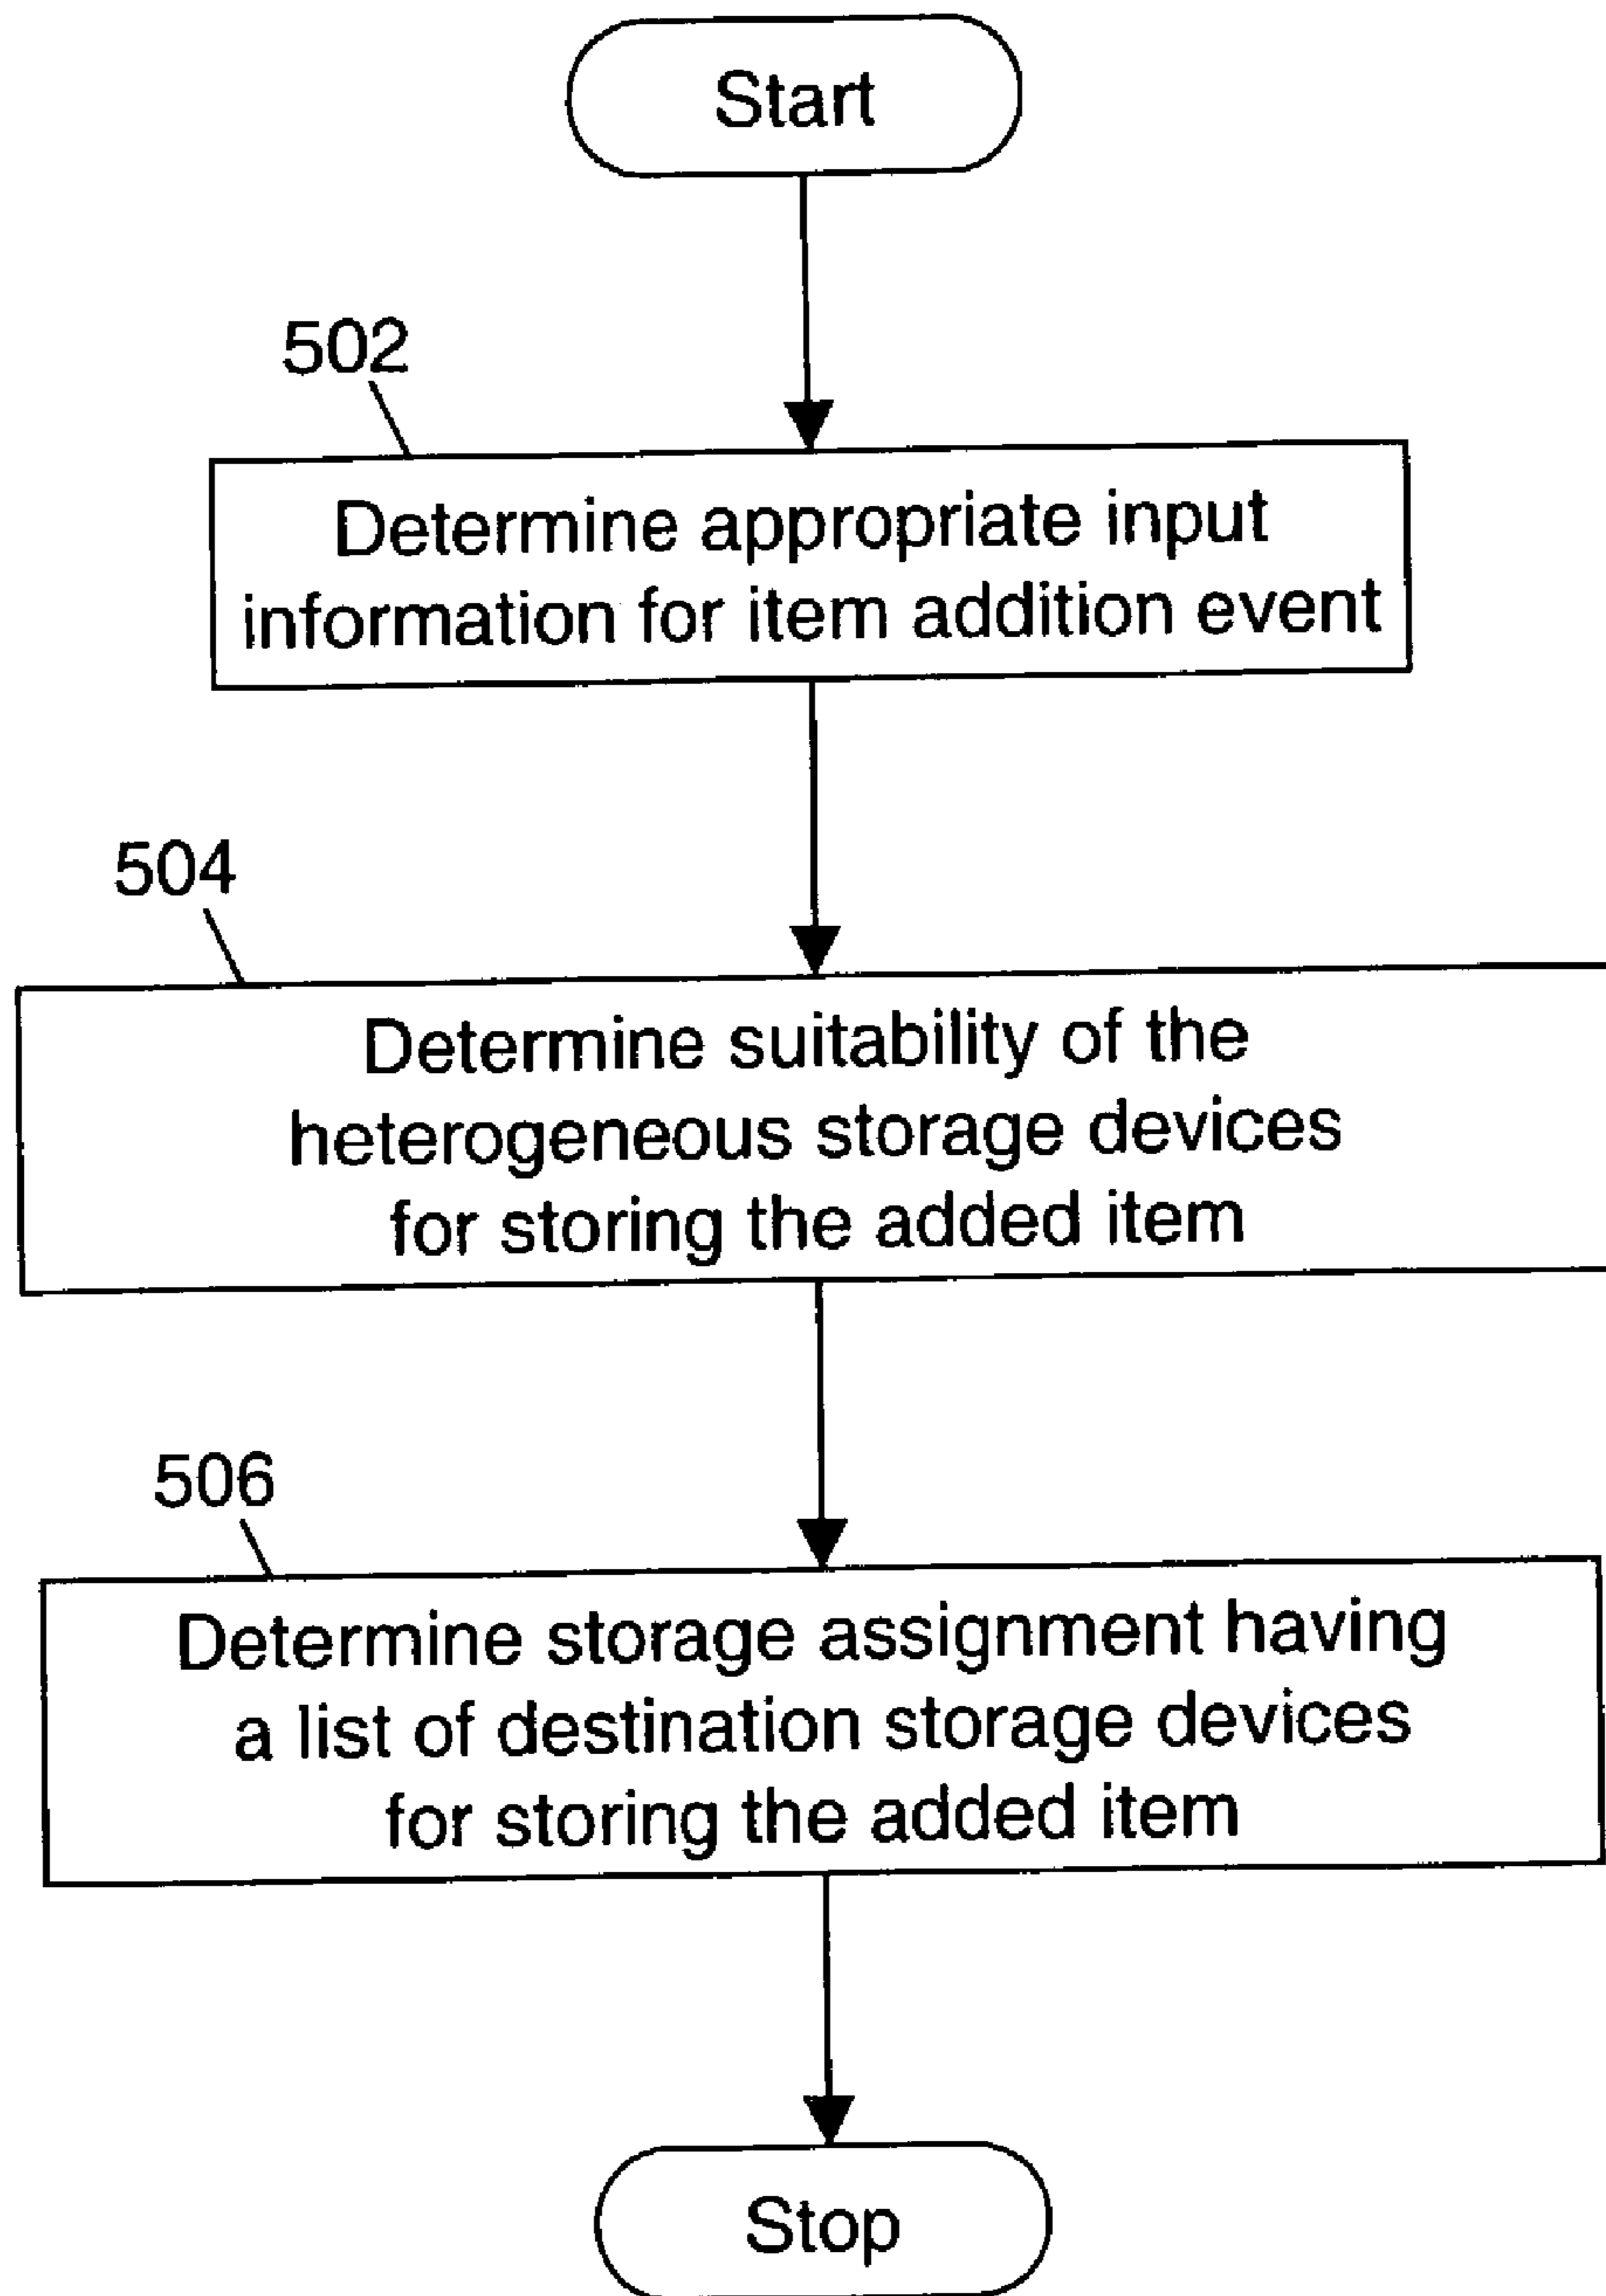 Start
502
Determine appropriate input
information for item addition event
504
Determine suitability of the
heterogeneous storage devices
for storing the added item
506
Determine storage assignment having
a list of destination storage devices
for storing the added item
Stop